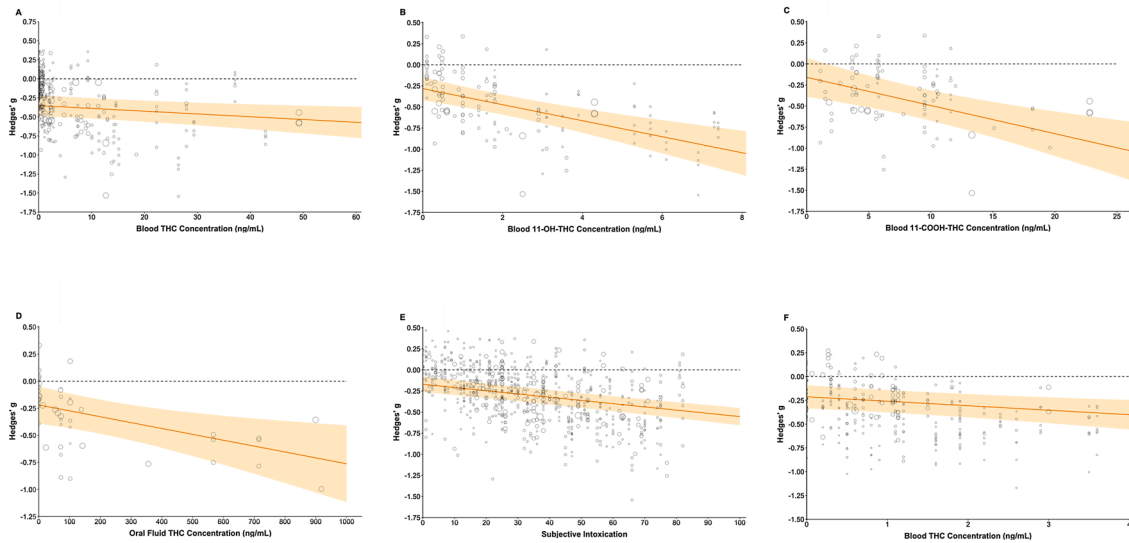 A
0.75
0.50
0.25
0.00
-0.25
-0.50
-0.75
-1.00
-1.25
-1.50
-1.75
Hedges' g
0 10 20 30 40 50 60
Blood THC Concentration (ng/mL)
B
0.50
0.25
0.00
-0.25
-0.50
-0.75
-1.00
-1.25
-1.50
-1.75
Hedges' g
0 2 4 6 8
Blood 11-OH-THC Concentration (ng/mL)
C
0.50
0.25
0.00
-0.25
-0.50
-0.75
-1.00
-1.25
-1.50
-1.75
Hedges' g
0 5 10 15 20 25
Blood 11-COOH-THC Concentration (ng/mL)
D
0.50
0.25
0.00
-0.25
-0.50
-0.75
-1.00
-1.25
Hedges' g
0 100 200 300 400 500 600 700 800 900 1000
Oral Fluid THC Concentration (ng/mL)
E
0.50
0.25
0.00
-0.25
-0.50
-0.75
-1.00
-1.25
-1.50
-1.75
Hedges' g
0 10 20 30 40 50 60 70 80 90 100
Subjective Intoxication
F
0.50
0.25
0.00
-0.25
-0.50
-0.75
-1.00
-1.25
-1.50
Hedges' g
1 2 3 4
Blood THC Concentration (ng/mL)